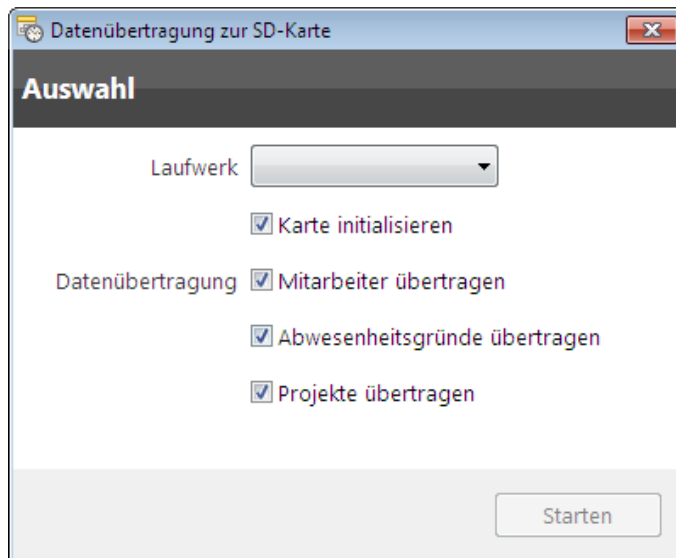 Datenübertragung zur SD-Karte
Auswahl
Laufwerk
Karte initialisieren
Datenübertragung Mitarbeiter übertragen
Abwesenheitsgründe übertragen
Projekte übertragen
Starten